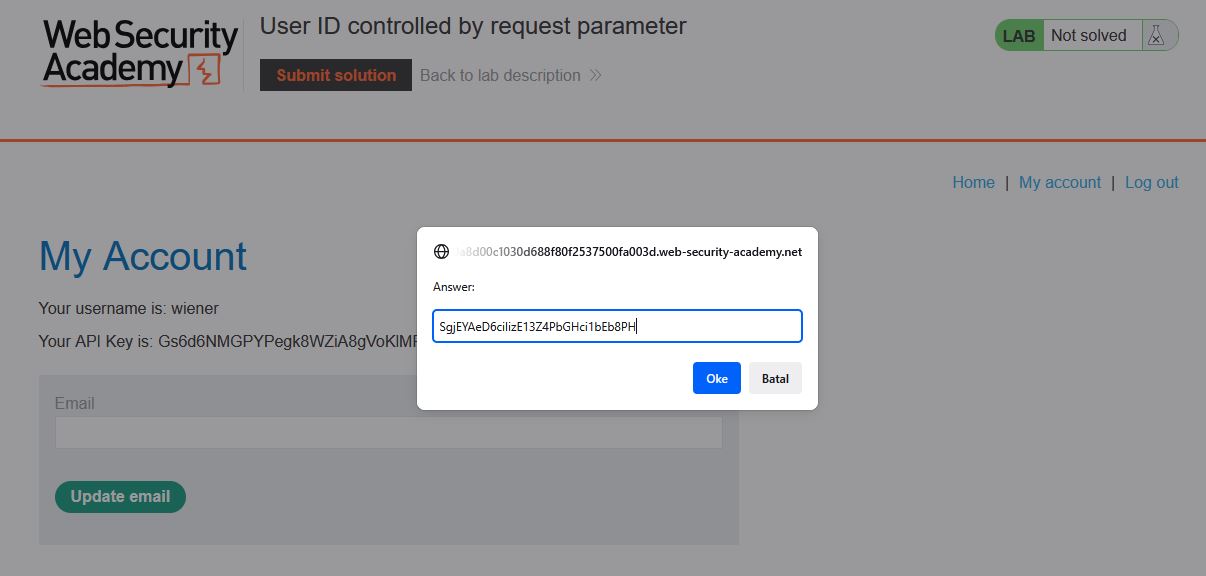 Web Security
Academy
User ID controlled by request parameter
Submit solution
Back to lab description
LAB
Not solved
Home | My account | Log out
My Account
Your username is: wiener
Your API Key is: Gs6d6NMGPYPegk8WZiA8gVoKlMF
a8d00c1030d688f80f2537500fa003d.web-security-academy.net
Answer:
SgjEYAeD6cilizE13Z4PbGHci1bEb8PH
Oke
Batal
Email
Update email